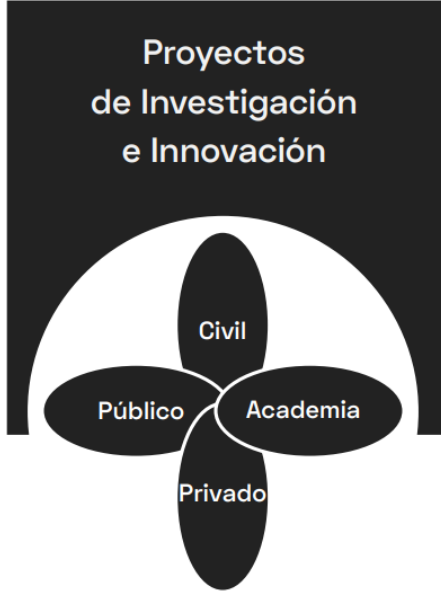 Proyectos
de Investigación
e Innovación
Civil
Público
Academia
Privado